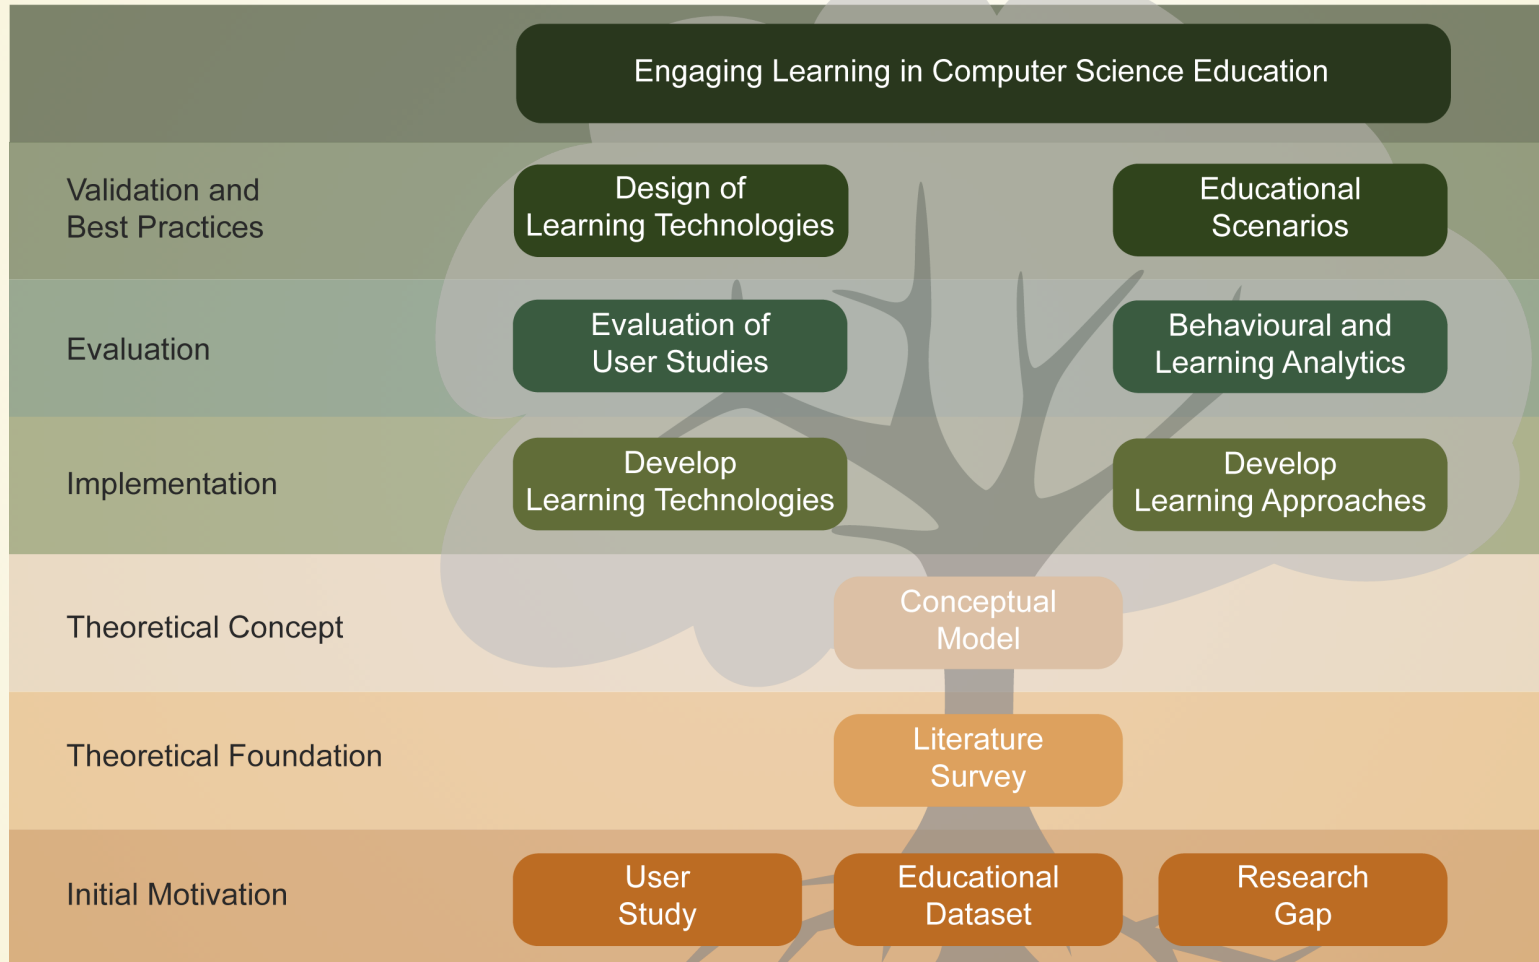 Engaging Learning in Computer Science Education
Validation and
Best Practices
Design of
Learning Technologies
Educational
Scenarios
Evaluation
Evaluation of
User Studies
Behavioural and
Learning Analytics
Implementation
Develop
Learning Technologies
Develop
Learning Approaches
Theoretical Concept
Conceptual
Model
Theoretical Foundation
Literature
Survey
Initial Motivation
User
Study
Educational
Dataset
Research
Gap